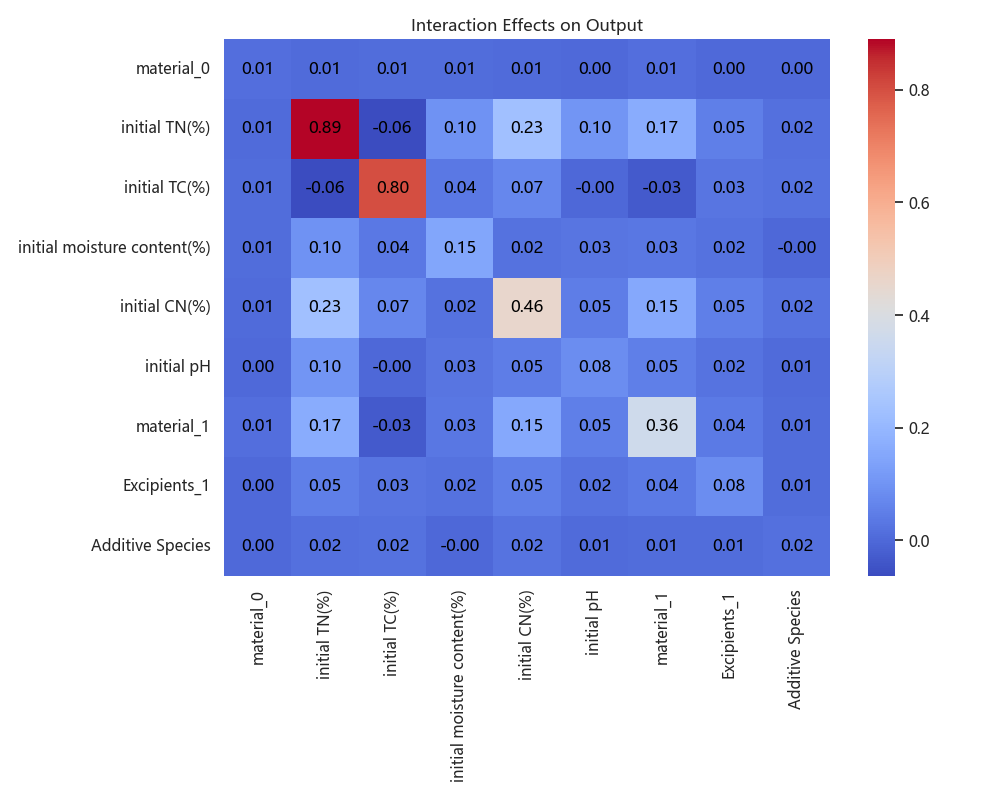 Interaction Effects on Output
material_0 0.01 0.01 0.01 0.01 0.01 0.00 0.01 0.00 0.00
initial TN(%) 0.01 0.89 -0.06 0.10 0.23 0.10 0.17 0.05 0.02
initial TC(%) 0.01 -0.06 0.80 0.04 0.07 -0.00 -0.03 0.03 0.02
initial moisture content(%) 0.01 0.10 0.04 0.15 0.02 0.03 0.03 0.02 -0.00
initial CN(%) 0.01 0.23 0.07 0.02 0.46 0.05 0.15 0.05 0.02
initial pH 0.00 0.10 -0.00 0.03 0.05 0.08 0.05 0.02 0.01
material_1 0.01 0.17 -0.03 0.03 0.15 0.05 0.36 0.04 0.01
Excipients_1 0.00 0.05 0.03 0.02 0.05 0.02 0.04 0.08 0.01
Additive Species 0.00 0.02 0.02 -0.00 0.02 0.01 0.01 0.01 0.02
material_0
initial TN(%)
initial TC(%)
initial moisture content(%)
initial CN(%)
initial pH
material_1
Excipients_1
Additive Species
0.8
0.6
0.4
0.2
0.0